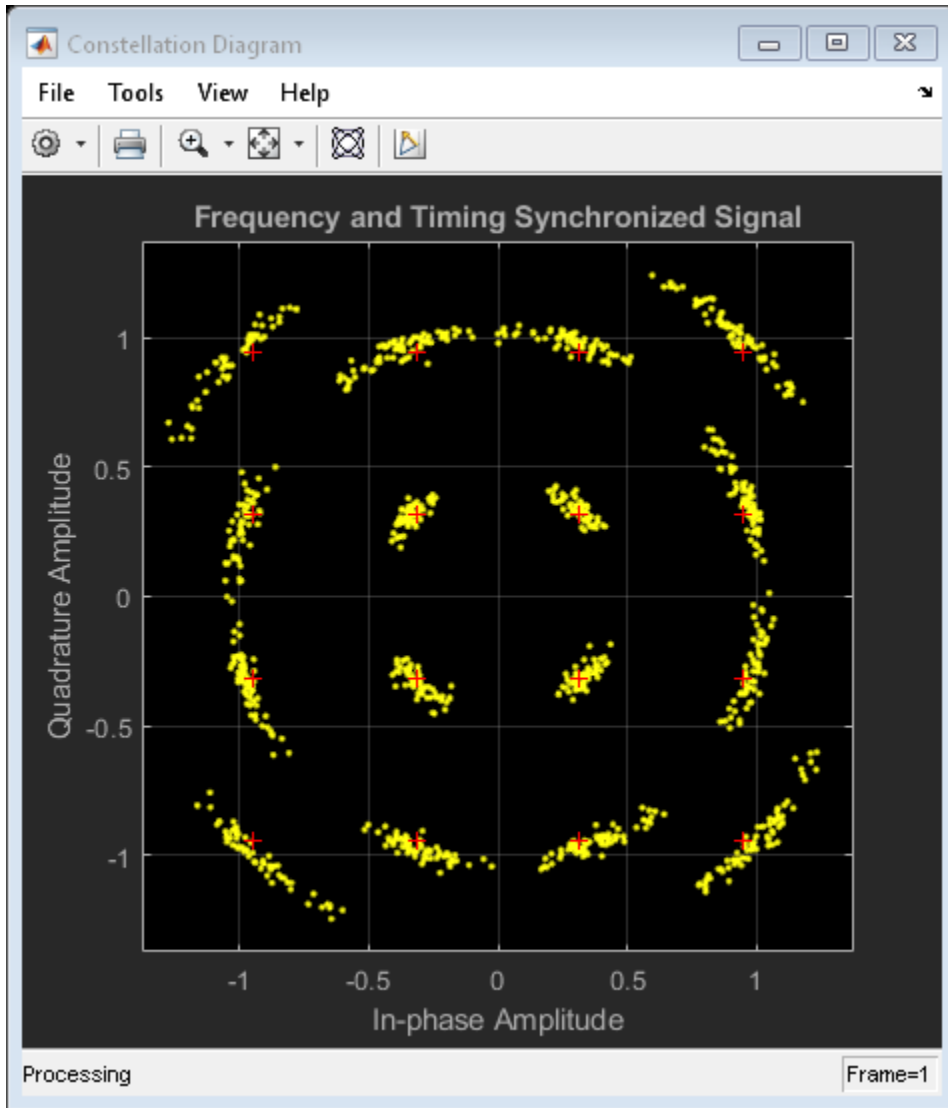 Constellation Diagram
File Tools View Help
Frequency and Timing Synchronized Signal
1
0.5
0
-0.5
-1
Quadrature Amplitude
-1 -0.5 0 0.5 1
In-phase Amplitude
Processing Frame=1